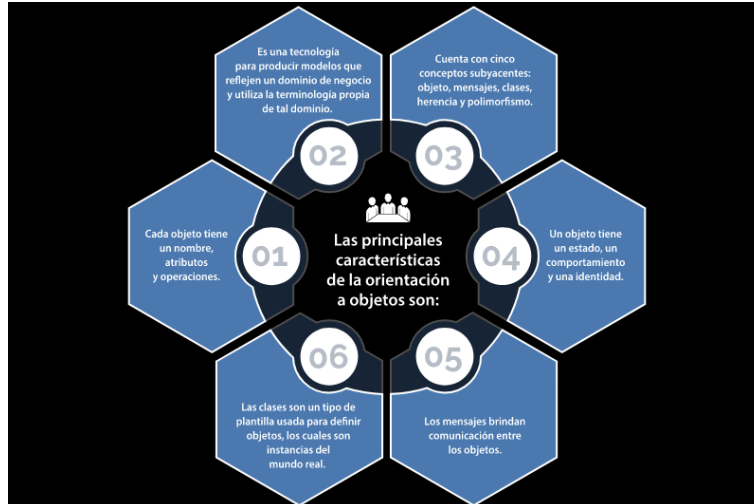 Las principales
características
de la orientación
a objetos son:
01
Cada objeto tiene
un nombre,
atributos
y operaciones.
02
Es una tecnología
para producir modelos que
reflejen un dominio de negocio
y utiliza la terminología propia
de tal dominio.
03
Cuenta con cinco
conceptos subyacentes:
objeto, mensajes, clases,
herencia y polimorfismo.
04
Un objeto tiene
un estado, un
comportamiento
y una identidad.
05
Los mensajes brindan
comunicación entre
los objetos.
06
Las clases son un tipo de
plantilla usada para definir
objetos, los cuales son
instancias del
mundo real.